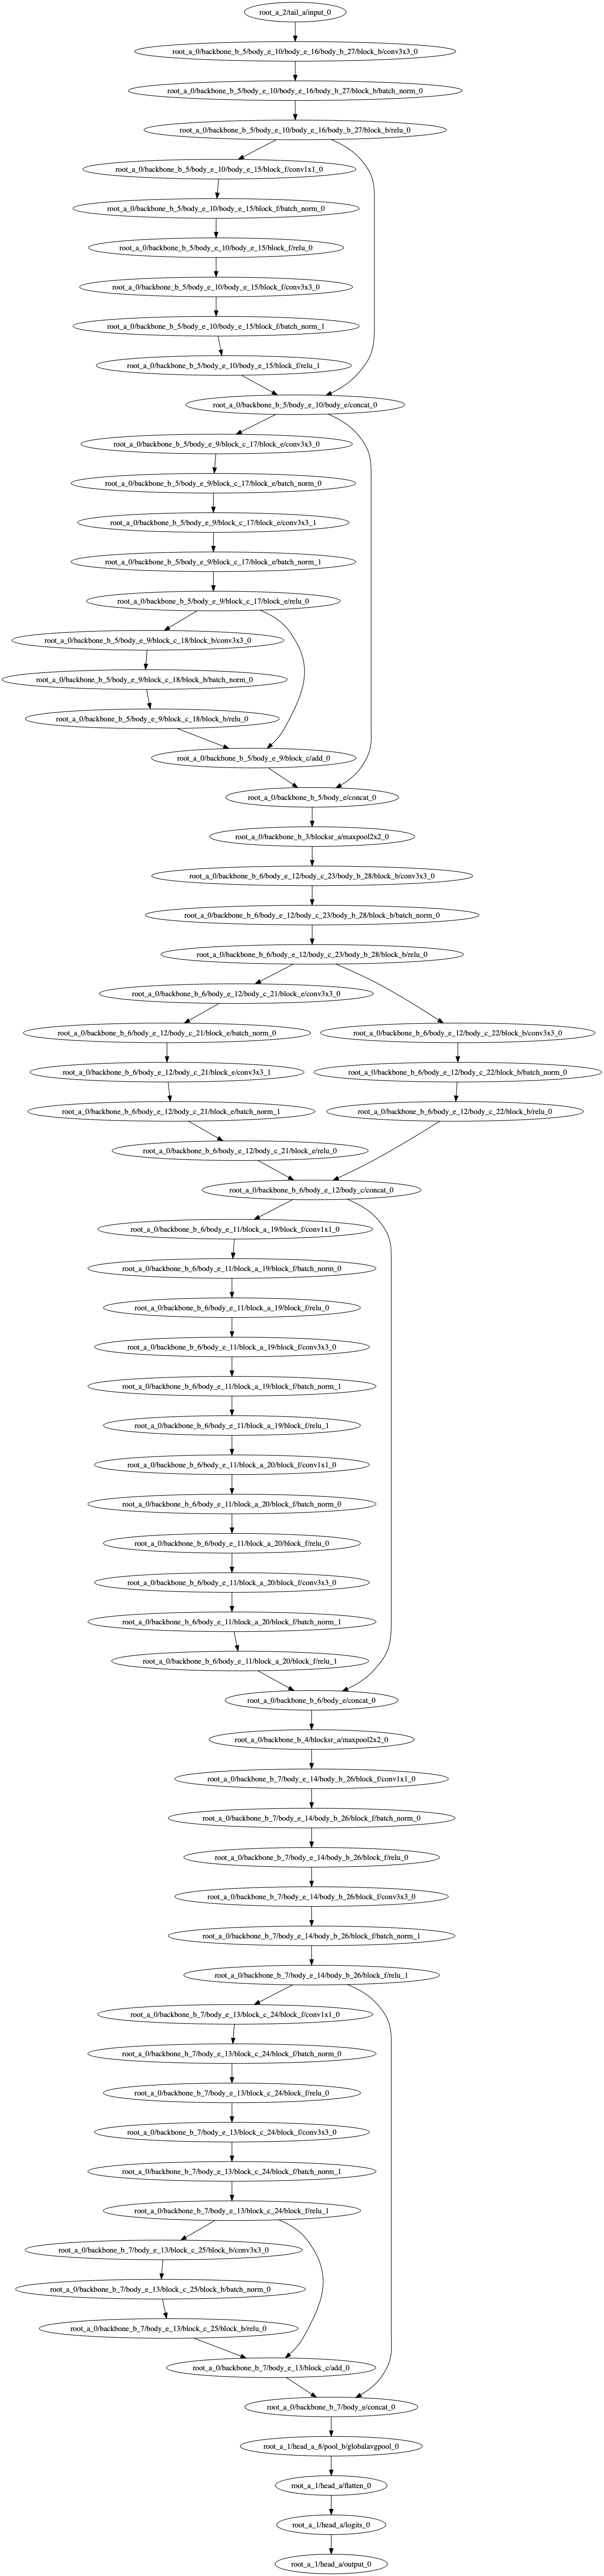 root_a_2/tail_a/input_0
root_a_0/backbone_b_5/body_e_10/body_e_16/body_b_27/block_b/conv3x3_0
root_a_0/backbone_b_5/body_e_10/body_e_16/body_b_27/block_b/batch_norm_0
root_a_0/backbone_b_5/body_e_10/body_e_16/body_b_27/block_b/relu_0
root_a_0/backbone_b_5/body_e_10/body_e_15/block_f/conv1x1_0
root_a_0/backbone_b_5/body_e_10/body_e_15/block_f/batch_norm_0
root_a_0/backbone_b_5/body_e_10/body_e_15/block_f/relu_0
root_a_0/backbone_b_5/body_e_10/body_e_15/block_f/conv3x3_0
root_a_0/backbone_b_5/body_e_10/body_e_15/block_f/batch_norm_1
root_a_0/backbone_b_5/body_e_10/body_e_15/block_f/relu_1
root_a_0/backbone_b_5/body_e_10/body_e/concat_0
root_a_0/backbone_b_5/body_e_9/block_c_17/block_e/conv3x3_0
root_a_0/backbone_b_5/body_e_9/block_c_17/block_e/batch_norm_0
root_a_0/backbone_b_5/body_e_9/block_c_17/block_e/conv3x3_1
root_a_0/backbone_b_5/body_e_9/block_c_17/block_e/batch_norm_1
root_a_0/backbone_b_5/body_e_9/block_c_17/block_e/relu_0
root_a_0/backbone_b_5/body_e_9/block_c_18/block_b/conv3x3_0
root_a_0/backbone_b_5/body_e_9/block_c_18/block_b/batch_norm_0
root_a_0/backbone_b_5/body_e_9/block_c_18/block_b/relu_0
root_a_0/backbone_b_5/body_e_9/block_c/add_0
root_a_0/backbone_b_5/body_e/concat_0
root_a_0/backbone_b_3/blocksr_a/maxpool2x2_0
root_a_0/backbone_b_6/body_e_12/body_c_23/body_b_28/block_b/conv3x3_0
root_a_0/backbone_b_6/body_e_12/body_c_23/body_b_28/block_b/batch_norm_0
root_a_0/backbone_b_6/body_e_12/body_c_23/body_b_28/block_b/relu_0
root_a_0/backbone_b_6/body_e_12/body_c_21/block_e/conv3x3_0
root_a_0/backbone_b_6/body_e_12/body_c_21/block_e/batch_norm_0
root_a_0/backbone_b_6/body_e_12/body_c_22/block_b/conv3x3_0
root_a_0/backbone_b_6/body_e_12/body_c_21/block_e/conv3x3_1
root_a_0/backbone_b_6/body_e_12/body_c_22/block_b/batch_norm_0
root_a_0/backbone_b_6/body_e_12/body_c_21/block_e/batch_norm_1
root_a_0/backbone_b_6/body_e_12/body_c_22/block_b/relu_0
root_a_0/backbone_b_6/body_e_12/body_c_21/block_e/relu_0
root_a_0/backbone_b_6/body_e_12/body_c/concat_0
root_a_0/backbone_b_6/body_e_11/block_a_19/block_f/conv1x1_0
root_a_0/backbone_b_6/body_e_11/block_a_19/block_f/batch_norm_0
root_a_0/backbone_b_6/body_e_11/block_a_19/block_f/relu_0
root_a_0/backbone_b_6/body_e_11/block_a_19/block_f/conv3x3_0
root_a_0/backbone_b_6/body_e_11/block_a_19/block_f/batch_norm_1
root_a_0/backbone_b_6/body_e_11/block_a_19/block_f/relu_1
root_a_0/backbone_b_6/body_e_11/block_a_20/block_f/conv1x1_0
root_a_0/backbone_b_6/body_e_11/block_a_20/block_f/batch_norm_0
root_a_0/backbone_b_6/body_e_11/block_a_20/block_f/relu_0
root_a_0/backbone_b_6/body_e_11/block_a_20/block_f/conv3x3_0
root_a_0/backbone_b_6/body_e_11/block_a_20/block_f/batch_norm_1
root_a_0/backbone_b_6/body_e_11/block_a_20/block_f/relu_1
root_a_0/backbone_b_6/body_e/concat_0
root_a_0/backbone_b_4/blocksr_a/maxpool2x2_0
root_a_0/backbone_b_7/body_e_14/body_b_26/block_f/conv1x1_0
root_a_0/backbone_b_7/body_e_14/body_b_26/block_f/batch_norm_0
root_a_0/backbone_b_7/body_e_14/body_b_26/block_f/relu_0
root_a_0/backbone_b_7/body_e_14/body_b_26/block_f/conv3x3_0
root_a_0/backbone_b_7/body_e_14/body_b_26/block_f/batch_norm_1
root_a_0/backbone_b_7/body_e_14/body_b_26/block_f/relu_1
root_a_0/backbone_b_7/body_e_13/block_c_24/block_f/conv1x1_0
root_a_0/backbone_b_7/body_e_13/block_c_24/block_f/batch_norm_0
root_a_0/backbone_b_7/body_e_13/block_c_24/block_f/relu_0
root_a_0/backbone_b_7/body_e_13/block_c_24/block_f/conv3x3_0
root_a_0/backbone_b_7/body_e_13/block_c_24/block_f/batch_norm_1
root_a_0/backbone_b_7/body_e_13/block_c_24/block_f/relu_1
root_a_0/backbone_b_7/body_e_13/block_c_25/block_b/conv3x3_0
root_a_0/backbone_b_7/body_e_13/block_c_25/block_b/batch_norm_0
root_a_0/backbone_b_7/body_e_13/block_c_25/block_b/relu_0
root_a_0/backbone_b_7/body_e_13/block_c/add_0
root_a_0/backbone_b_7/body_e/concat_0
root_a_1/head_a_8/pool_b/globalavgpool_0
root_a_1/head_a/flatten_0
root_a_1/head_a/logits_0
root_a_1/head_a/output_0